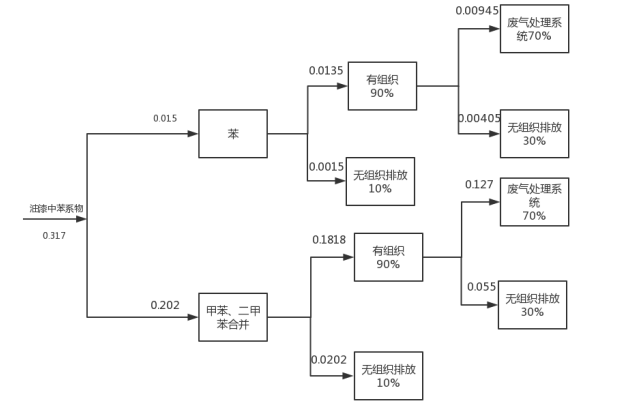 0.00945
废气处理系
统70%
0.0135
有组织
90%
0.015
苯
0.00405
无组织排放
30%
0.0015
无组织排放
10%
0.127
废气处理系
统
70%
油漆中苯系物
0.317
0.1818
有组织
90%
0.055
无组织排放
30%
0.202
甲苯、二甲
苯合并
0.0202
无组织排放
10%